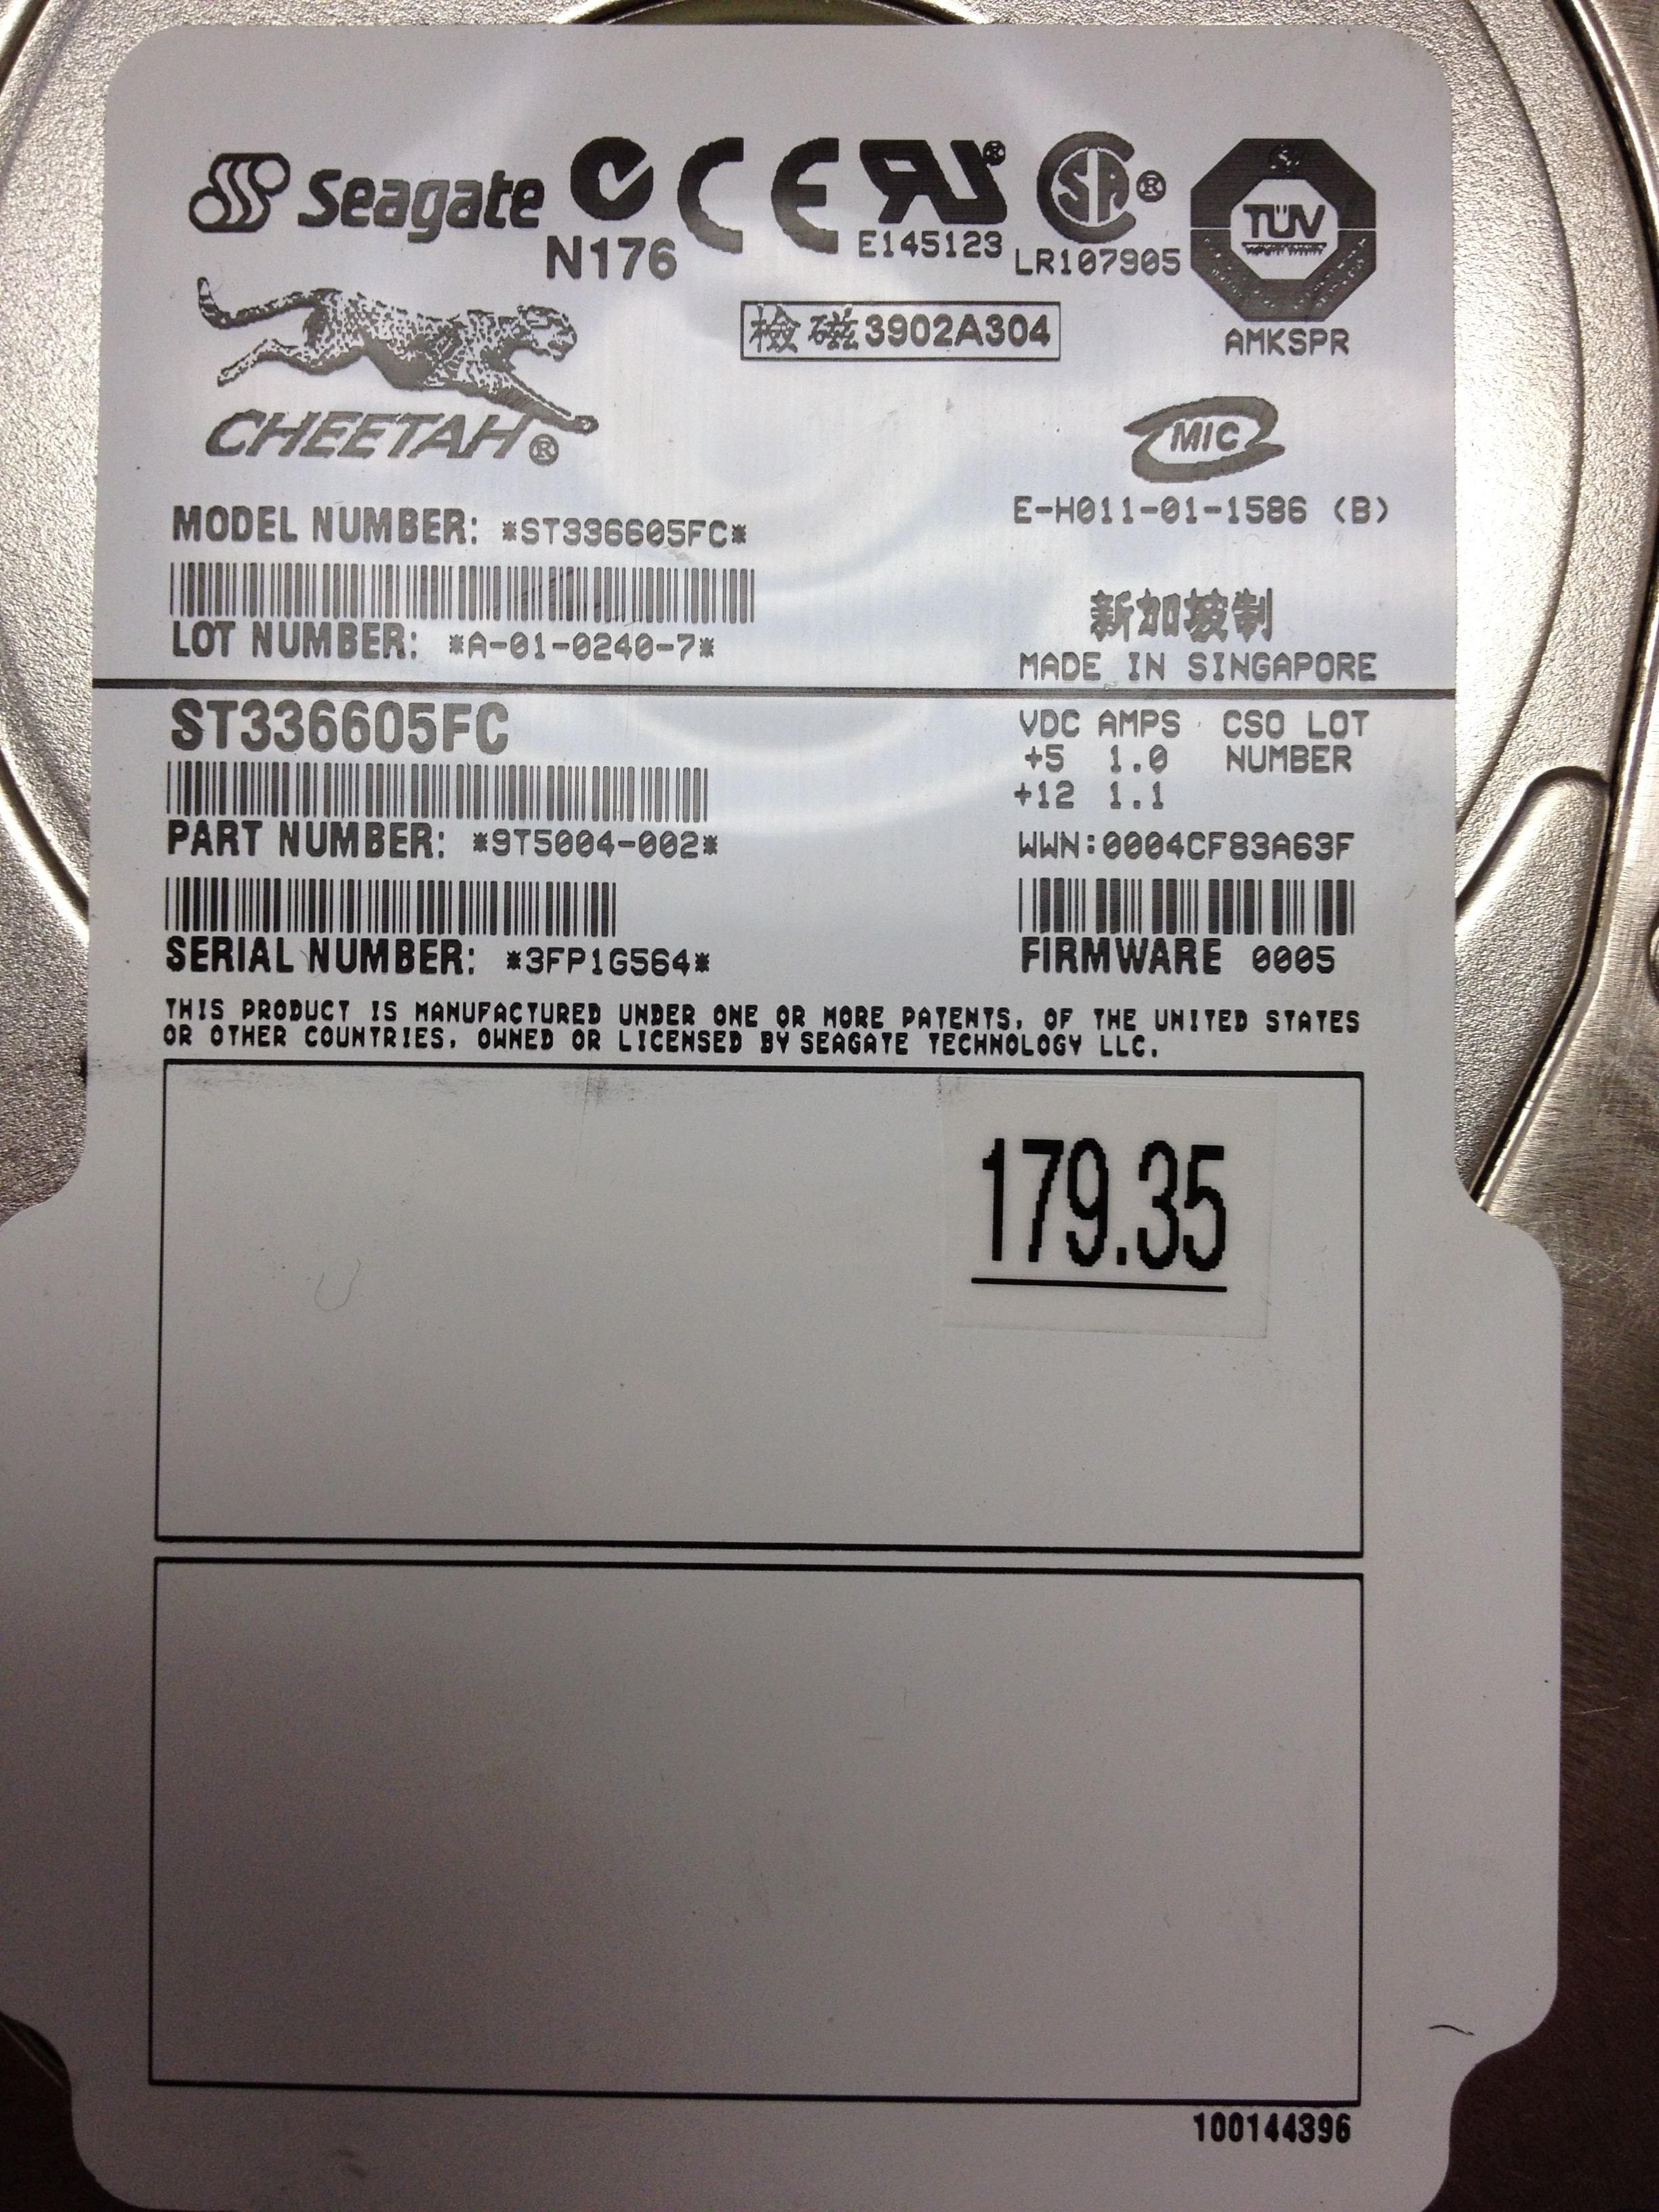 Seagate
N176
E145123
LR107905
TÜV
AMKSPR
檢磁3902A304
CHEETAH®
MIC
E-H011-01-1586 (B)
MODEL NUMBER: *ST336605FC*
LOT NUMBER: *A-01-0240-7*
新加坡制
MADE IN SINGAPORE
ST336605FC
VDC AMPS CSO LOT
+5 1.0 NUMBER
+12 1.1
PART NUMBER: *9T5004-002*
WWN:0004CF83A63F
SERIAL NUMBER: *3FP1G564*
FIRMWARE 0005
THIS PRODUCT IS MANUFACTURED UNDER ONE OR MORE PATENTS, OF THE UNITED STATES
OR OTHER COUNTRIES, OWNED OR LICENSED BY SEAGATE TECHNOLOGY LLC.
179.35
100144396